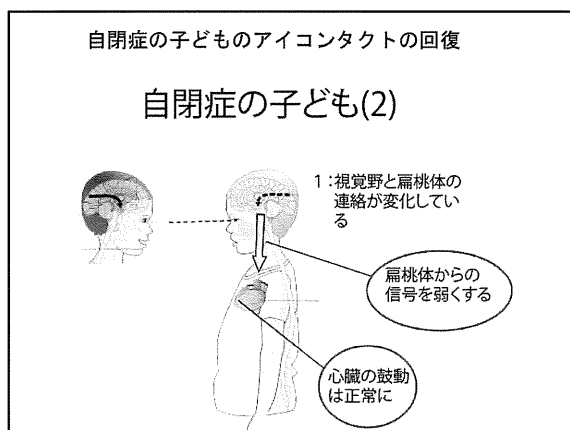 自閉症の子どものアイコンタクトの回復
自閉症の子ども(2)
1：視覚野と扁桃体の
連絡が変化してい
る
扁桃体からの
信号を弱くする
心臓の鼓動
は正常に